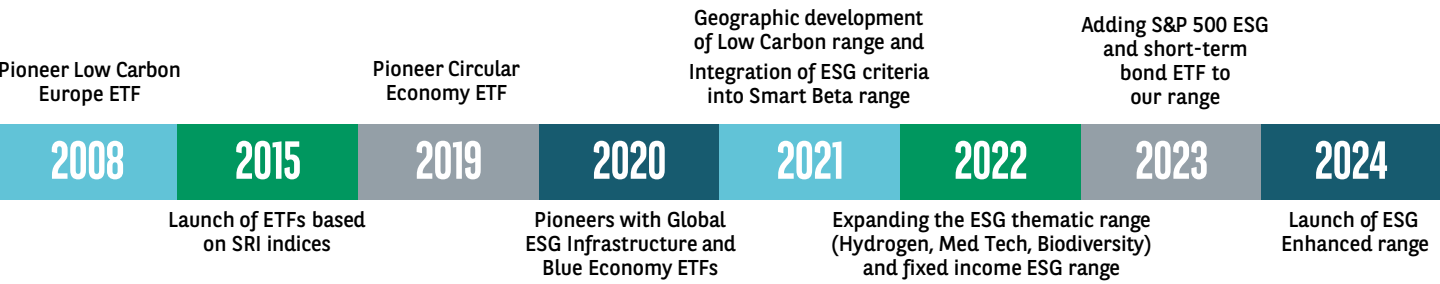 Pioneer Low Carbon
Europe ETF
2008
2015
Launch of ETFs based
on SRI indices
Pioneer Circular
Economy ETF
2019
2020
Pioneers with Global
ESG Infrastructure and
Blue Economy ETFs
Geographic development
of Low Carbon range and
Integration of ESG criteria
into Smart Beta range
2021
2022
Expanding the ESG thematic range
(Hydrogen, Med Tech, Biodiversity)
and fixed income ESG range
Adding S&P 500 ESG
and short-term
bond ETF to
our range
2023
2024
Launch of ESG
Enhanced range